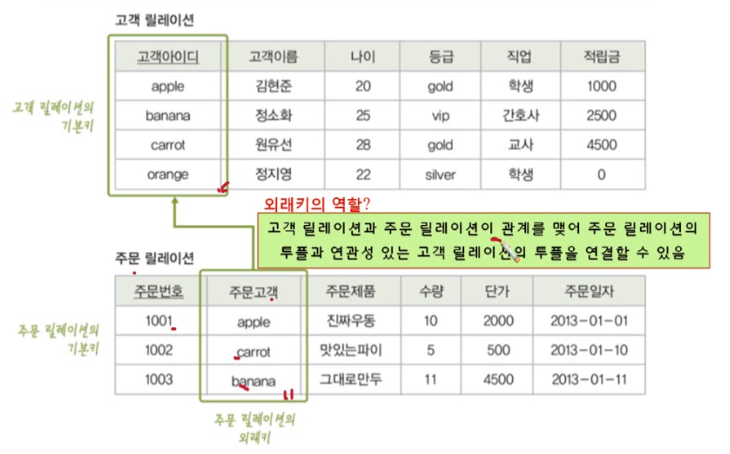 고객 릴레이션
고객아이디 고객이름 나이 등급 직업 적립금
apple 김현준 20 gold 학생 1000
banana 정소화 25 vip 간호사 2500
carrot 원유선 28 gold 교사 4500
orange 정지영 22 silver 학생 0
고객 릴레이션의
기본키
외래키의 역할?
고객 릴레이션과 주문 릴레이션이 관계를 맺어 주문 릴레이션의
투플과 연관성 있는 고객 릴레이션의 투플을 연결할 수 있음
주문 릴레이션
주문번호 주문고객 주문제품 수량 단가 주문일자
1001 apple 진짜우동 10 2000 2013-01-01
1002 carrot 맛있는파이 5 500 2013-01-10
1003 banana 그대로만두 11 4500 2013-01-11
주문 릴레이션의
기본키
주문 릴레이션의
외래키